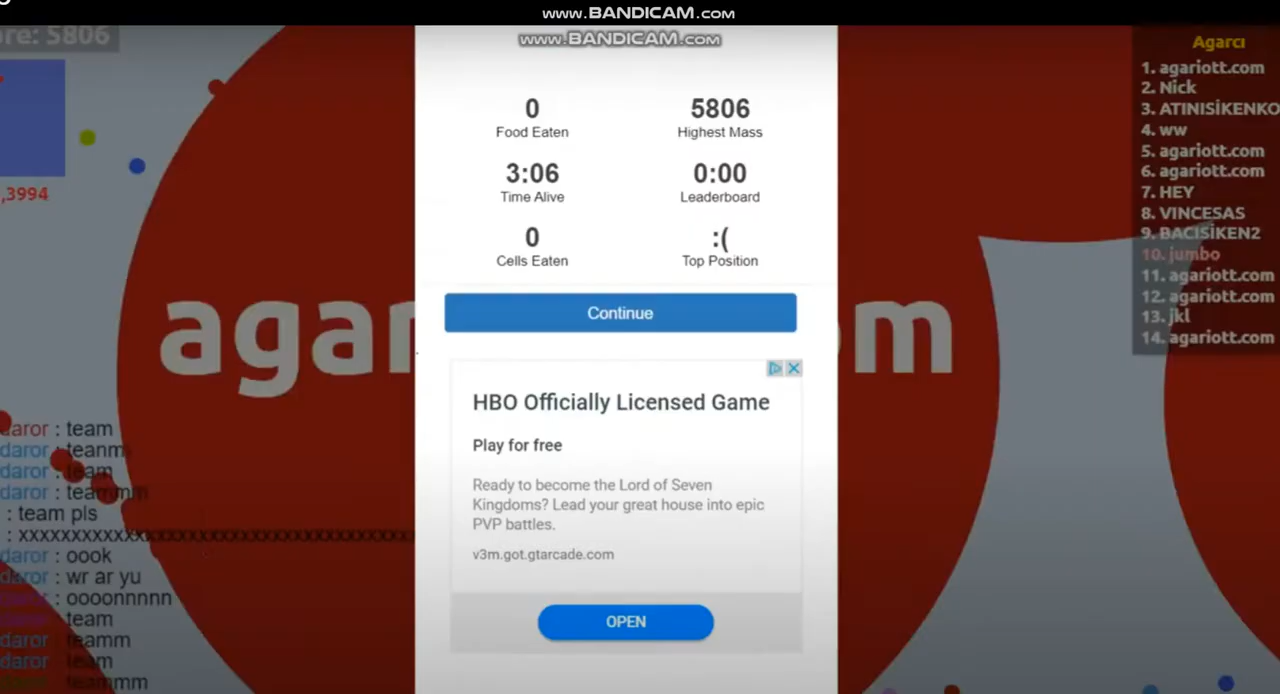 www.BANDICAM.com
www.BANDICAM.com
re: 5806
,3994
0
Food Eaten
5806
Highest Mass
3:06
Time Alive
0:00
Leaderboard
0
Cells Eaten
:(
Top Position
Continue
HBO Officially Licensed Game
Play for free
Ready to become the Lord of Seven
Kingdoms? Lead your great house into epic
PVP battles.
v3m.got.gtarcade.com
OPEN
agar
m
Agarcı
1. agariott.com
2. Nick
3. ATINISİKENKO
4. ww
5. agariott.com
6. agariott.com
7. HEY
8. VINCESAS
9. BACISİKEN2
10. jumbo
11. agariott.com
12. agariott.com
13. jkl
14. agariott.com
daror : team
daror : teanm
daror : team
daror : teammm
: team pls
daror : oook
daror : wr ar yu
: oooonnnnn
: team
daror : teamm
daror : team
: teammm